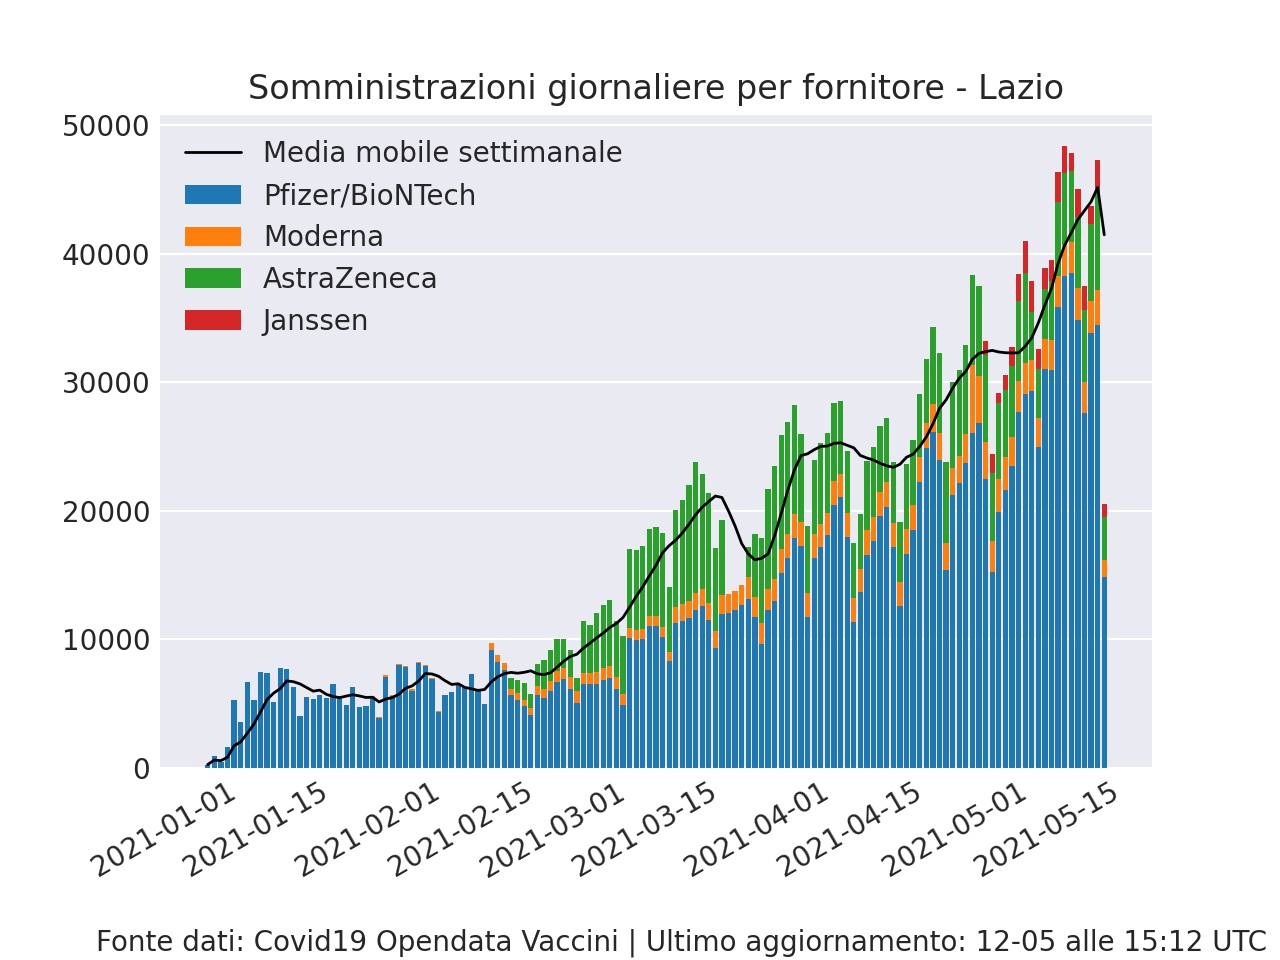 Somministrazioni giornaliere per fornitore - Lazio
50000
40000
30000
20000
10000
0
Media mobile settimanale
Pfizer/BioNTech
Moderna
AstraZeneca
Janssen
2021-01-01
2021-01-15
2021-02-01
2021-02-15
2021-03-01
2021-03-15
2021-04-01
2021-04-15
2021-05-01
2021-05-15
Fonte dati: Covid19 Opendata Vaccini | Ultimo aggiornamento: 12-05 alle 15:12 UTC